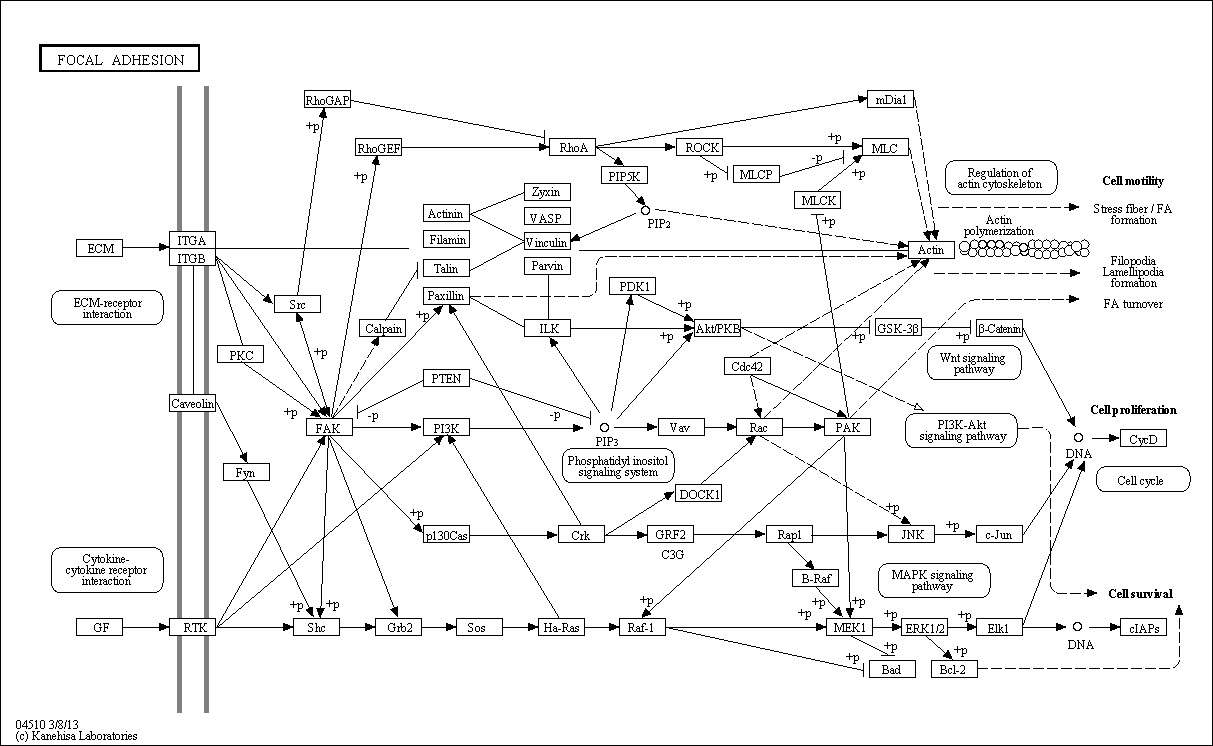 FOCAL ADHESION
RhoGAP
mDia1
+p
RhoGEF
RhoA
ROCK
+p
MLC
-p
+p
+p
PIP5K
+p
MLCP
Regulation of
actin cytoskeleton
Cell motility
Zyxin
MLCK
Actinin
VASP
PIP2
+p
Stress fiber / FA
formation
ITGA
Filamin
Vinculin
Actin
polymerization
ECM
Actin
ITGB
Talin
Parvin
Filopodia
Lamellipodia
formation
ECM-receptor
interaction
Src
Paxillin
PDK1
+p
FA turnover
+p
Calpain
ILK
+p
Akt/PKB
GSK-3β
+p
+p
β-Catenin
PKC
+p
Cdc42
Wnt signaling
pathway
PTEN
Caveolin
+p
-p
-p
Cell proliferation
FAK
PI3K
PIP3
Vav
Rac
PAK
PI3K-Akt
signaling pathway
DNA
CycD
Phosphatidyl inositol
signaling system
Fyn
Cell cycle
DOCK1
+p
+p
p130Cas
Crk
GRF2
Rap1
JNK
+p
c-Jun
C3G
Cytokine-
cytokine receptor
interaction
B-Raf
MAPK signaling
pathway
+p
+p
+p
+p
+p
+p
+p
+p
Cell survival
GF
RTK
Shc
Grb2
Sos
Ha-Ras
Raf-1
MEK1
ERK1/2
Elk1
DNA
cIAPs
+p
+p
+p
Bad
Bcl-2
04510 3/8/13
(c) Kanehisa Laboratories